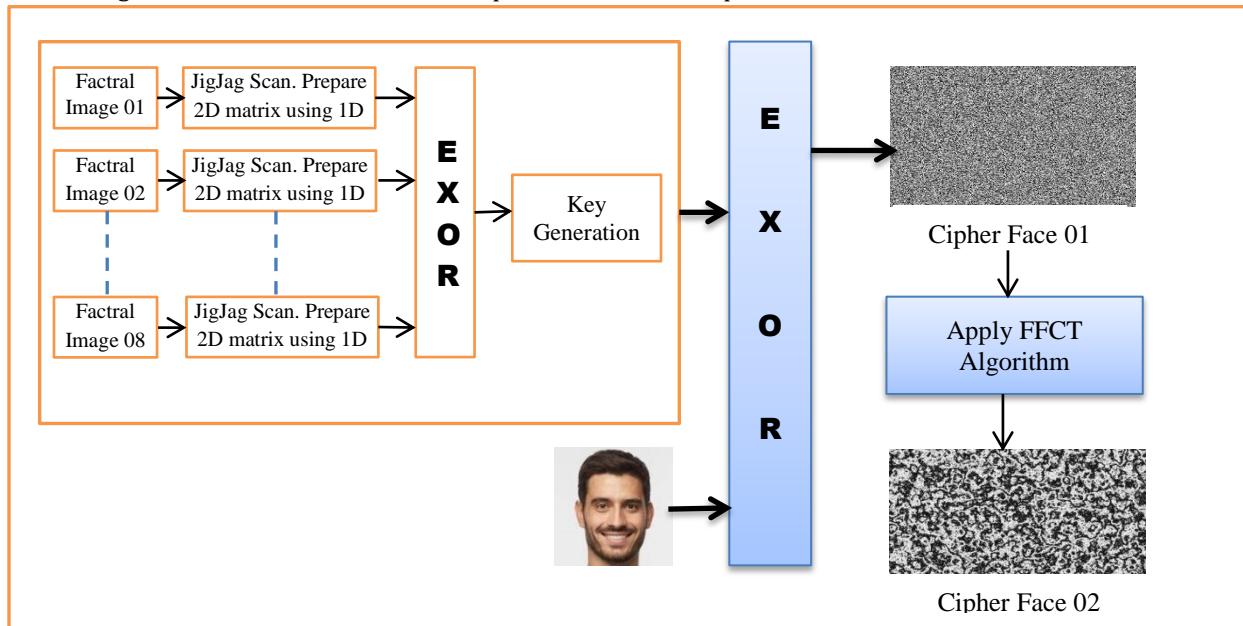 Factral
Image 01
JigJag Scan. Prepare
2D matrix using 1D
Factral
Image 02
JigJag Scan. Prepare
2D matrix using 1D
Factral
Image 08
JigJag Scan. Prepare
2D matrix using 1D
E
X
O
R
Key
Generation
E
X
O
R
Cipher Face 01
Apply FFCT
Algorithm
Cipher Face 02